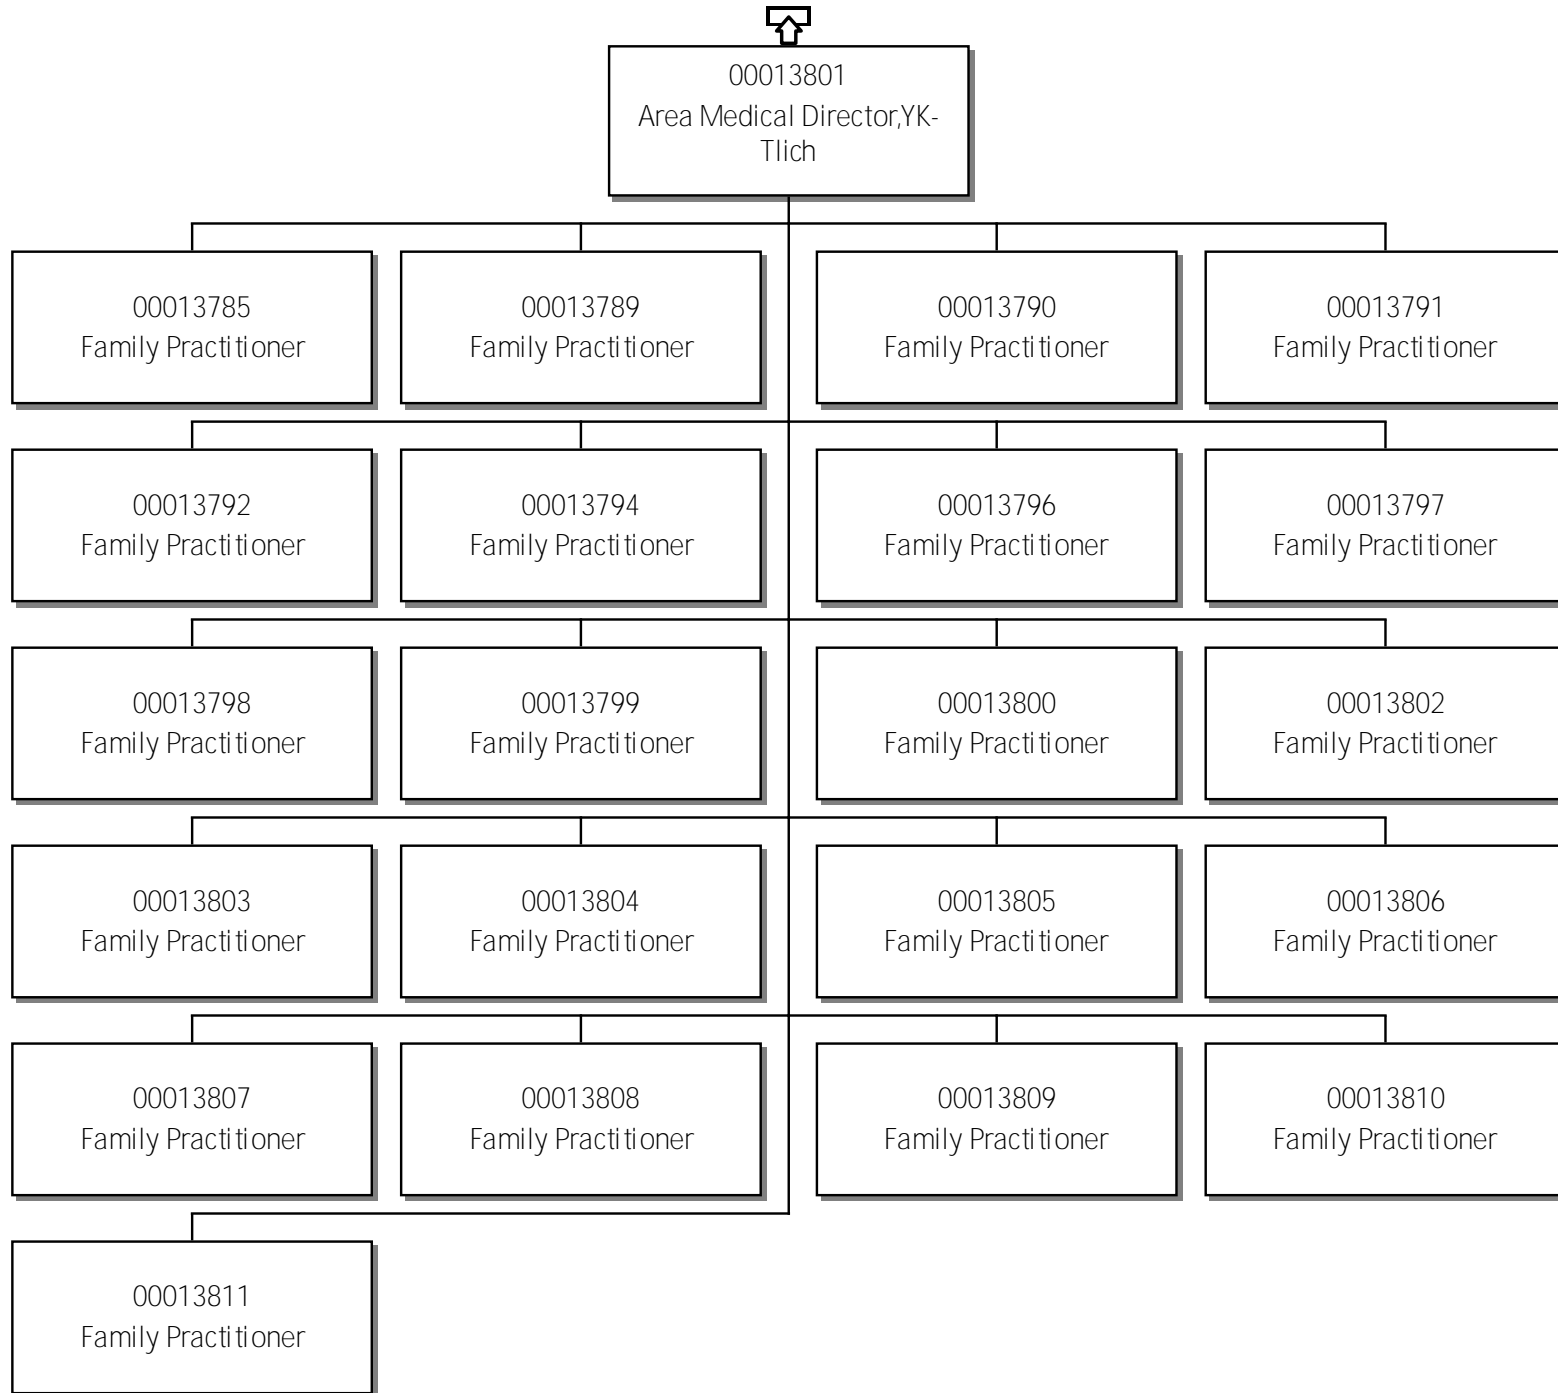 00013801
Area Medical Director,YK-
Tlich
00013785
Family Practitioner
00013789
Family Practitioner
00013790
Family Practitioner
00013791
Family Practitioner
00013792
Family Practitioner
00013794
Family Practitioner
00013796
Family Practitioner
00013797
Family Practitioner
00013798
Family Practitioner
00013799
Family Practitioner
00013800
Family Practitioner
00013802
Family Practitioner
00013803
Family Practitioner
00013804
Family Practitioner
00013805
Family Practitioner
00013806
Family Practitioner
00013807
Family Practitioner
00013808
Family Practitioner
00013809
Family Practitioner
00013810
Family Practitioner
00013811
Family Practitioner